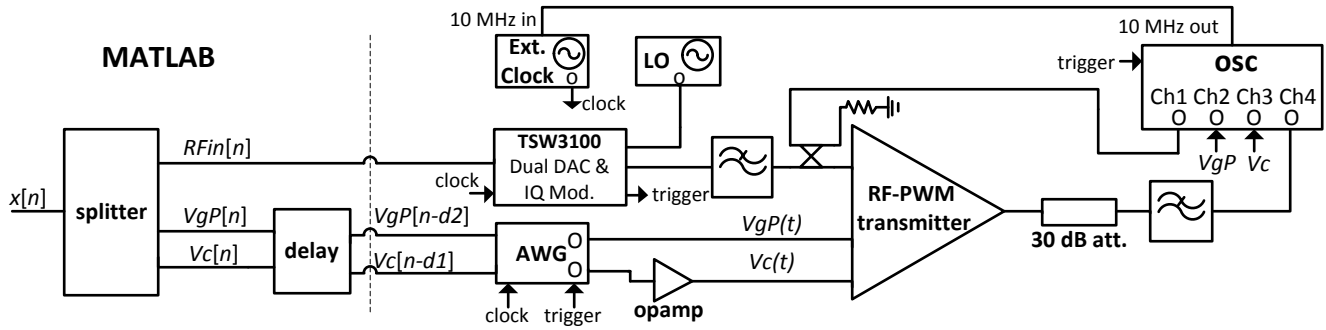 10 MHz in
10 MHz out
MATLAB
Ext.
Clock
O
clock
LO
O
trigger
OSC
Ch1 Ch2 Ch3 Ch4
O O O O
VgP Vc
TSW3100
Dual DAC &
IQ Mod.
clock
trigger
RFin[n]
x[n]
splitter
VgP[n]
Vc[n]
delay
VgP[n-d2]
Vc[n-d1]
AWG
O
O
clock
trigger
opamp
VgP(t)
Vc(t)
RF-PWM
transmitter
30 dB att.